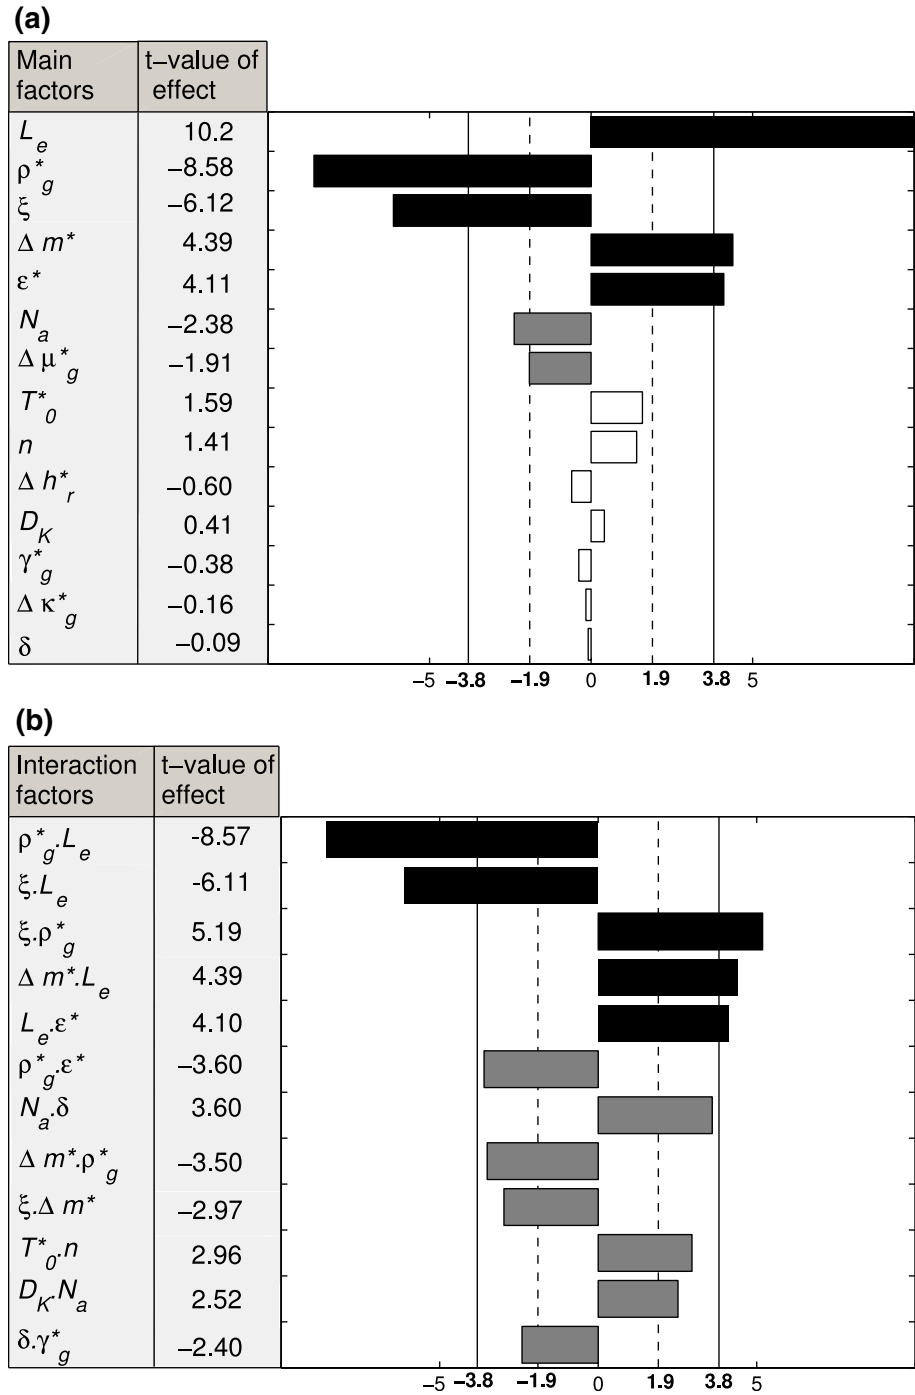 (a)
Main factors t−value of effect
L_e 10.2
ρ*_g −8.58
ξ −6.12
Δ m* 4.39
ε* 4.11
N_a −2.38
Δ μ*_g −1.91
T*_0 1.59
n 1.41
Δ h*_r −0.60
D_K 0.41
γ*_g −0.38
Δ κ*_g −0.16
δ −0.09
−5 −3.8 −1.9 0 1.9 3.8 5
(b)
Interaction factors t−value of effect
ρ*_g.L_e -8.57
ξ.L_e -6.11
ξ.ρ*_g 5.19
Δ m*.L_e 4.39
L_e.ε* 4.10
ρ*_g.ε* −3.60
N_a.δ 3.60
Δ m*.ρ*_g −3.50
ξ.Δ m* −2.97
T*_0.n 2.96
D_K.N_a 2.52
δ.γ*_g −2.40
−5 −3.8 −1.9 0 1.9 3.8 5